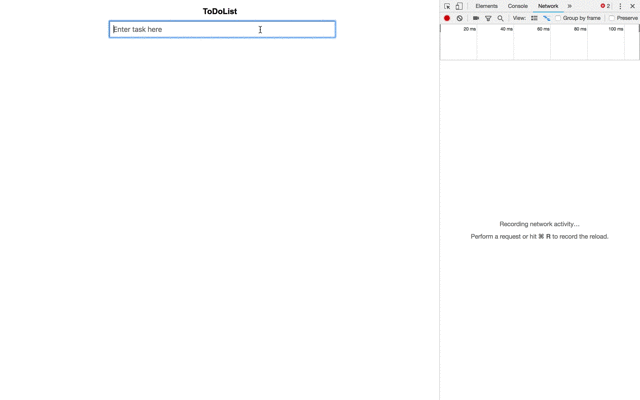 ToDoList
Enter task here
Elements Console Network » 2
View: Group by frame Preserve
20 ms 40 ms 60 ms 80 ms 100 ms
Recording network activity…
Perform a request or hit ⌘ R to record the reload.